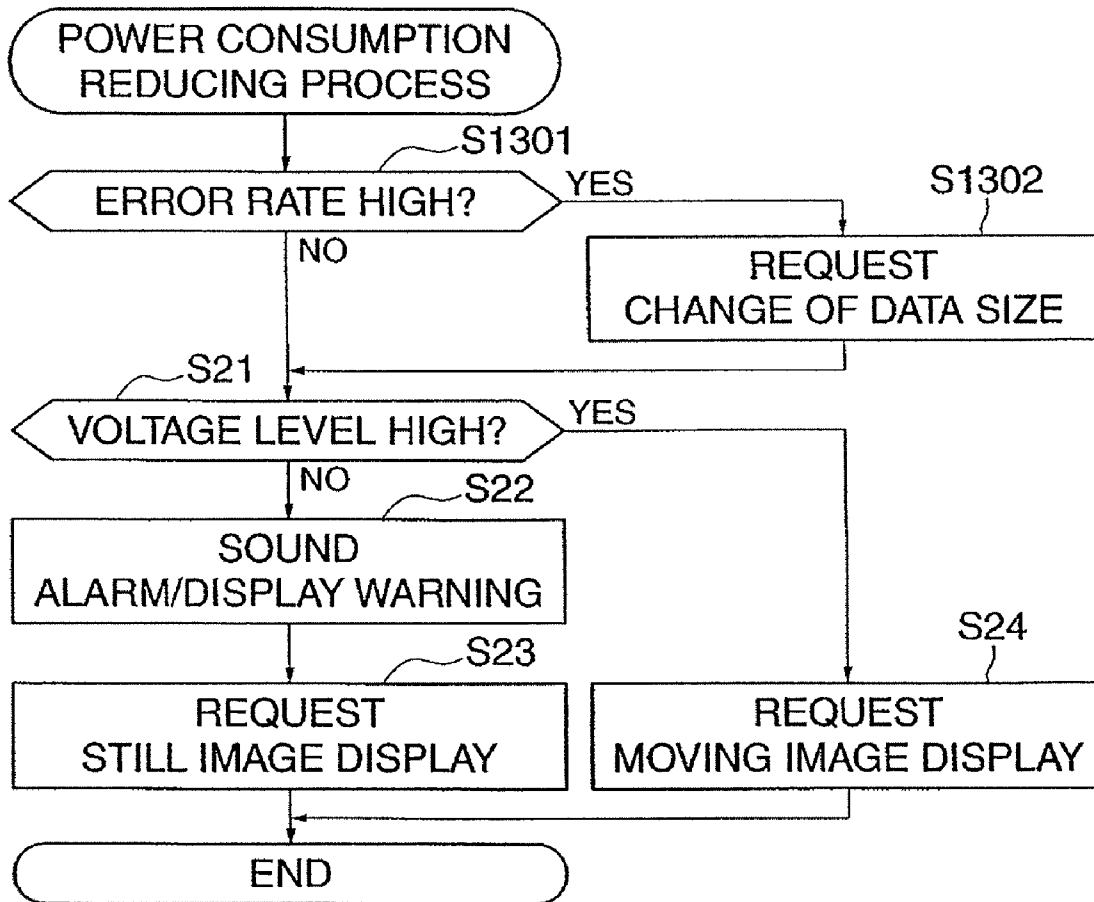 POWER CONSUMPTION
REDUCING PROCESS
S1301
ERROR RATE HIGH?
YES
S1302
NO
REQUEST
CHANGE OF DATA SIZE
S21
VOLTAGE LEVEL HIGH?
YES
NO
S22
SOUND
ALARM/DISPLAY WARNING
S23
S24
REQUEST
STILL IMAGE DISPLAY
REQUEST
MOVING IMAGE DISPLAY
END